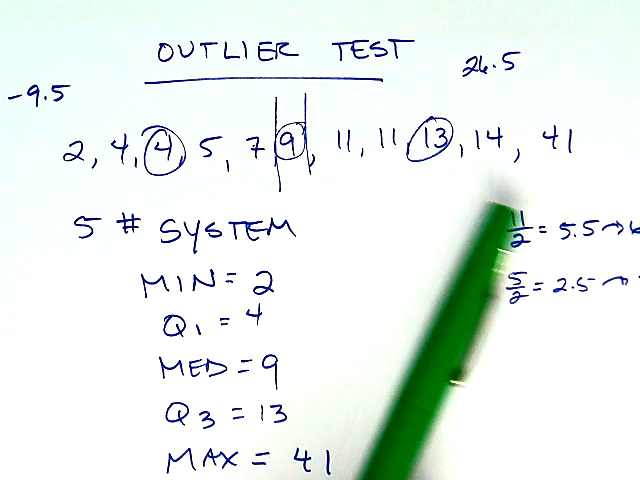 OUTLIER TEST
26.5
-9.5
2, 4, 4, 5, 7 9, 11, 11 13, 14, 41
5 # SYSTEM
11/2 = 5.5 →
MIN = 2
5/2 = 2.5 →
Q1 = 4
MED = 9
Q3 = 13
MAX = 41